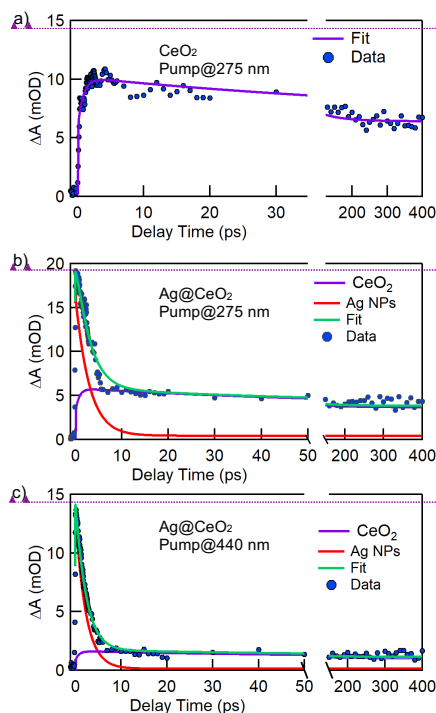 a)
15
10
5
0
ΔA (mOD)
CeO₂
Pump@275 nm
Fit
Data
0 10 20 30 200 300 400
Delay Time (ps)
b)
20
15
10
5
0
ΔA (mOD)
Ag@CeO₂
Pump@275 nm
CeO₂
Ag NPs
Fit
Data
0 10 20 30 40 50 200 300 400
Delay Time (ps)
c)
15
10
5
0
ΔA (mOD)
Ag@CeO₂
Pump@440 nm
CeO₂
Ag NPs
Fit
Data
0 10 20 30 40 50 200 300 400
Delay Time (ps)